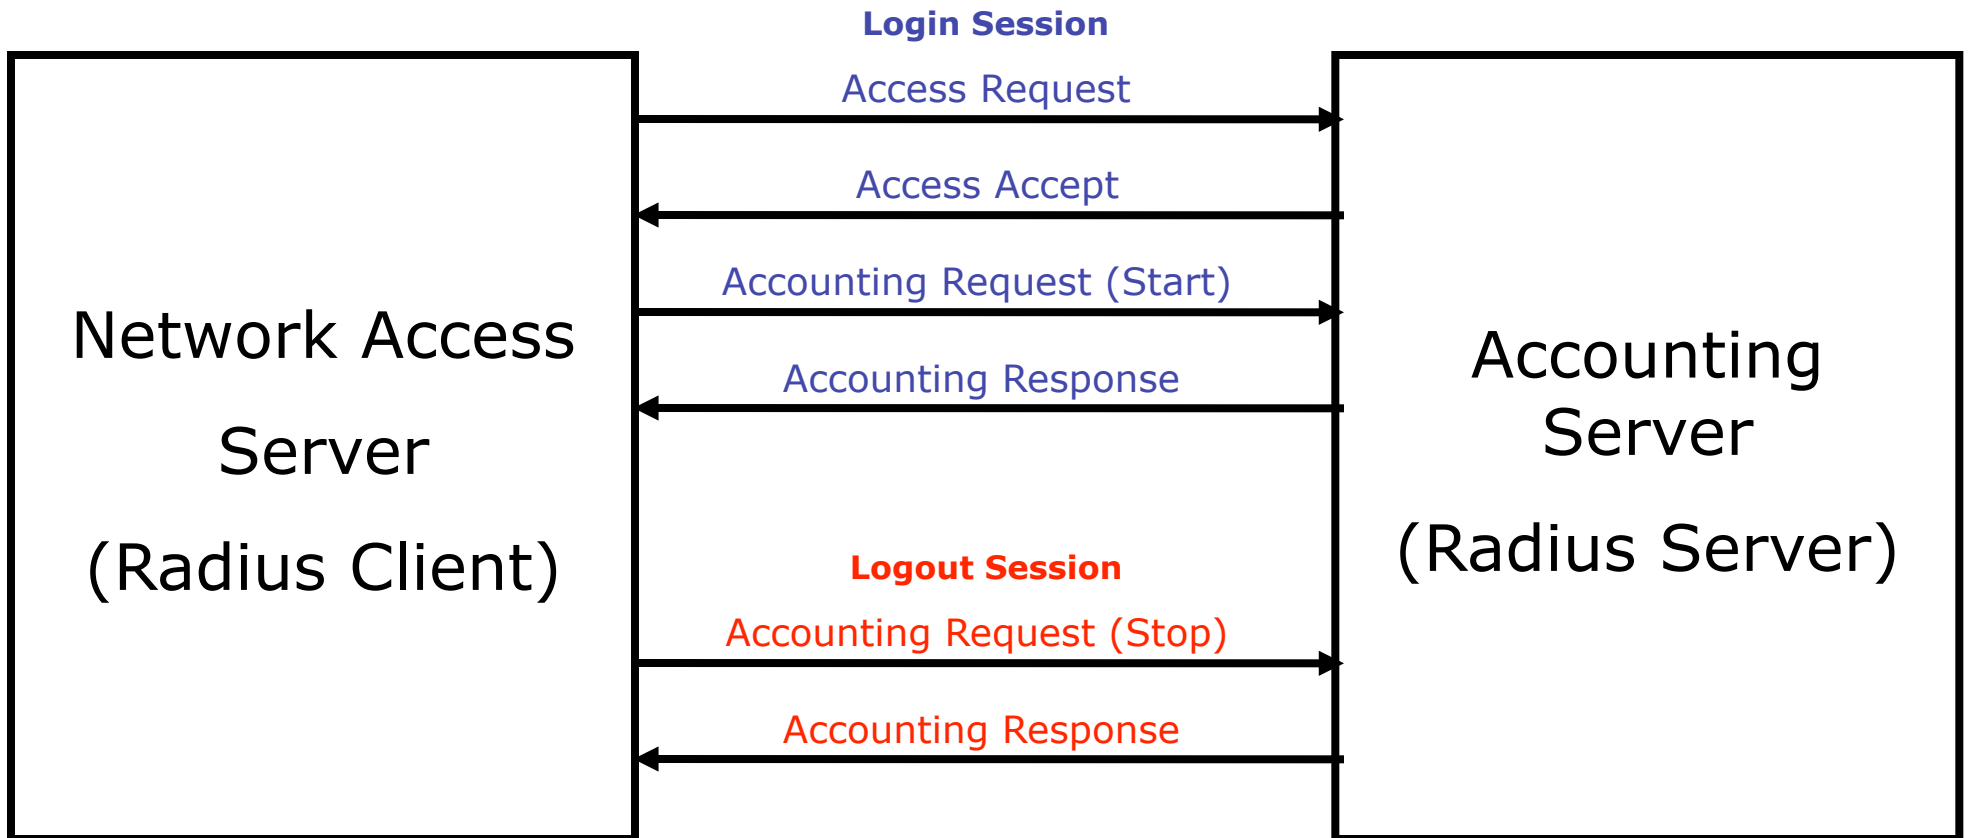 Login Session
Access Request
Access Accept
Accounting Request (Start)
Accounting Response
Network Access
Server
(Radius Client)
Accounting
Server
(Radius Server)
Logout Session
Accounting Request (Stop)
Accounting Response